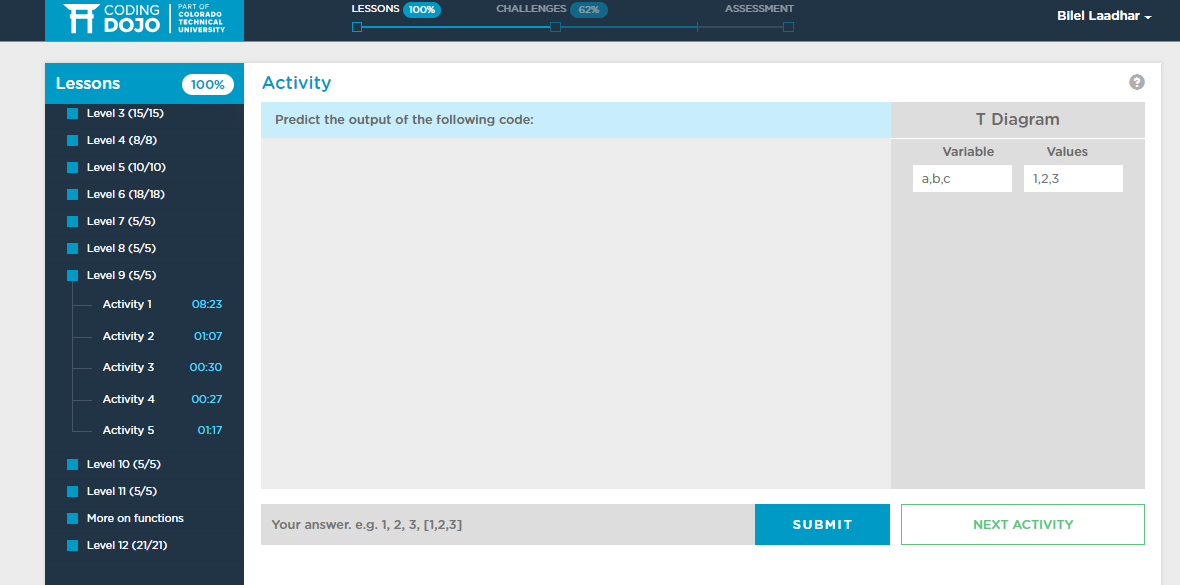 CODING
DOJO
PART OF
COLORADO
TECHNICAL
UNIVERSITY
LESSONS 100%
CHALLENGES 62%
ASSESSMENT
Bilel Laadhar
Lessons 100%
Level 3 (15/15)
Level 4 (8/8)
Level 5 (10/10)
Level 6 (18/18)
Level 7 (5/5)
Level 8 (5/5)
Level 9 (5/5)
Activity 1 08:23
Activity 2 01:07
Activity 3 00:30
Activity 4 00:27
Activity 5 01:17
Level 10 (5/5)
Level 11 (5/5)
More on functions
Level 12 (21/21)
Activity
?
Predict the output of the following code:
T Diagram
Variable Values
a,b,c 1,2,3
Your answer. e.g. 1, 2, 3, [1,2,3]
SUBMIT
NEXT ACTIVITY